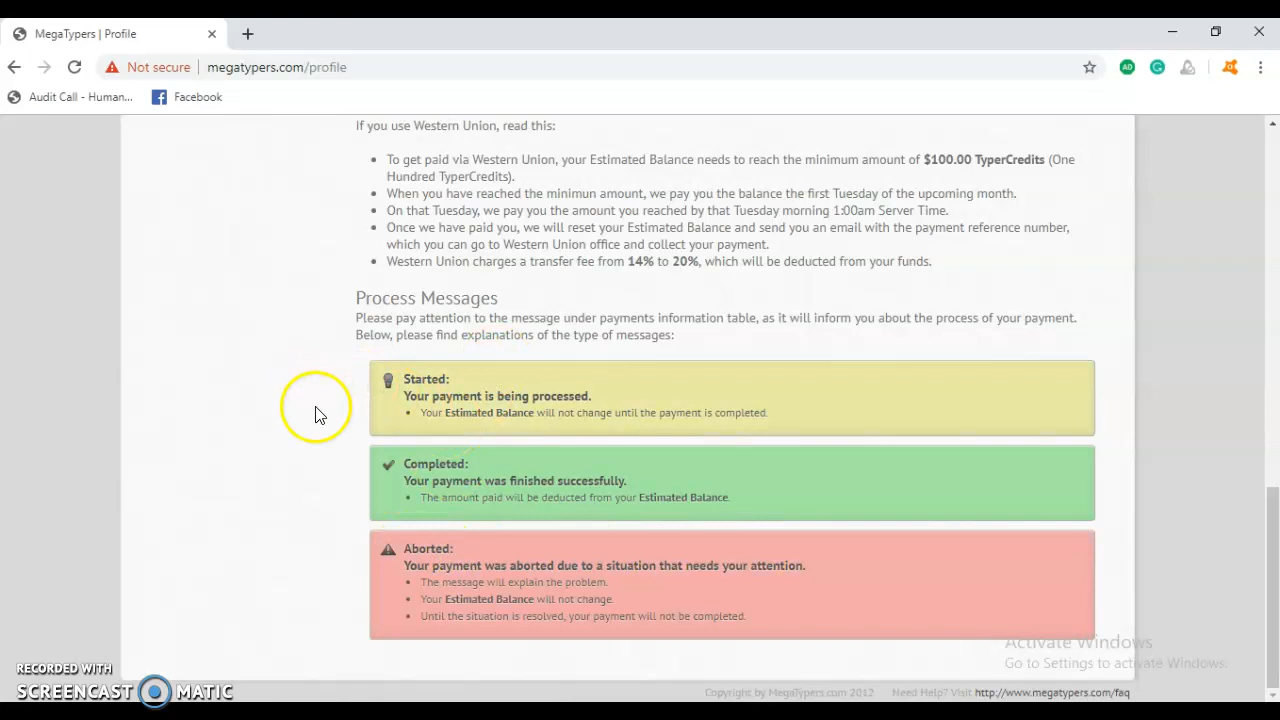 MegaTypers | Profile
Not secure
megatypers.com/profile
AD
Audit Call - Human...
Facebook
If you use Western Union, read this:
To get paid via Western Union, your Estimated Balance needs to reach the minimum amount of $100.00 TyperCredits (One
Hundred TyperCredits).
When you have reached the minimun amount, we pay you the balance the first Tuesday of the upcoming month.
On that Tuesday, we pay you the amount you reached by that Tuesday morning 1:00am Server Time.
Once we have paid you, we will reset your Estimated Balance and send you an email with the payment reference number,
which you can go to Western Union office and collect your payment.
Western Union charges a transfer fee from 14% to 20%, which will be deducted from your funds.
Process Messages
Please pay attention to the message under payments information table, as it will inform you about the process of your payment.
Below, please find explanations of the type of messages:
Started:
Your payment is being processed.
Your Estimated Balance will not change until the payment is completed.
Completed:
Your payment was finished successfully.
The amount paid will be deducted from your Estimated Balance.
Aborted:
Your payment was aborted due to a situation that needs your attention.
The message will explain the problem.
Your Estimated Balance will not change.
Until the situation is resolved, your payment will not be completed.
Activate Windows
Go to Settings to activate Windows.
RECORDED WITH
SCREENCAST MATIC
Copyright by MegaTypers.com 2012 Need Help? Visit http://www.megatypers.com/faq